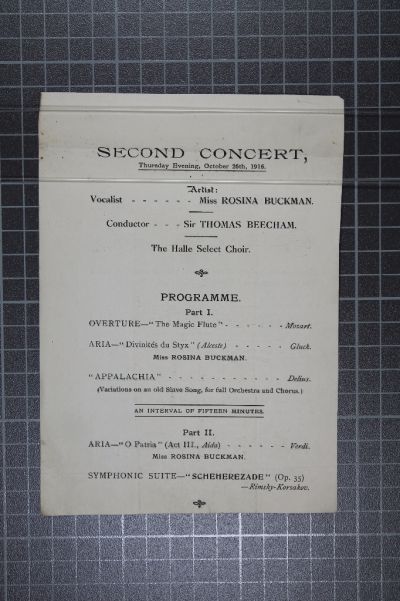 SECOND CONCERT,
Thursday Evening, October 26th, 1916.
Artist:
Vocalist - - - - - - Miss ROSINA BUCKMAN.
Conductor - - - Sir THOMAS BEECHAM.
The Halle Select Choir.
PROGRAMME.
Part I.
OVERTURE—"The Magic Flute" - - - - - - Mozart.
ARIA—"Divinités du Styx" (Alceste) - - - - - Gluck.
Miss ROSINA BUCKMAN.
"APPALACHIA" - - - - - - - - - - - Delius.
(Variations on an old Slave Song, for full Orchestra and Chorus.)
AN INTERVAL OF FIFTEEN MINUTES.
Part II.
ARIA—"O Patria" (Act III., Aida) - - - - - - Verdi.
Miss ROSINA BUCKMAN.
SYMPHONIC SUITE—"SCHEHEREZADE" (Op. 35)
—Rimsky-Korsakov.